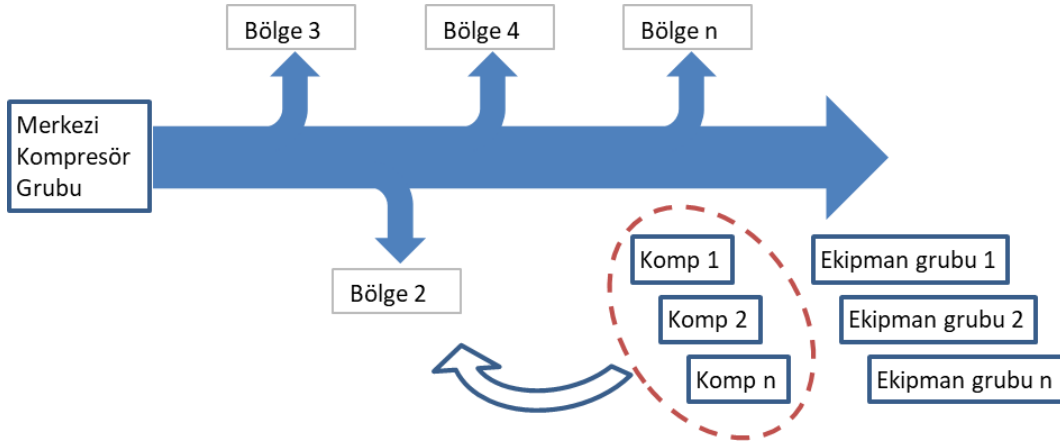 Bölge 3
Bölge 4
Bölge n
Merkezi
Kompresör
Grubu
Bölge 2
Komp 1
Ekipman grubu 1
Komp 2
Ekipman grubu 2
Komp n
Ekipman grubu n